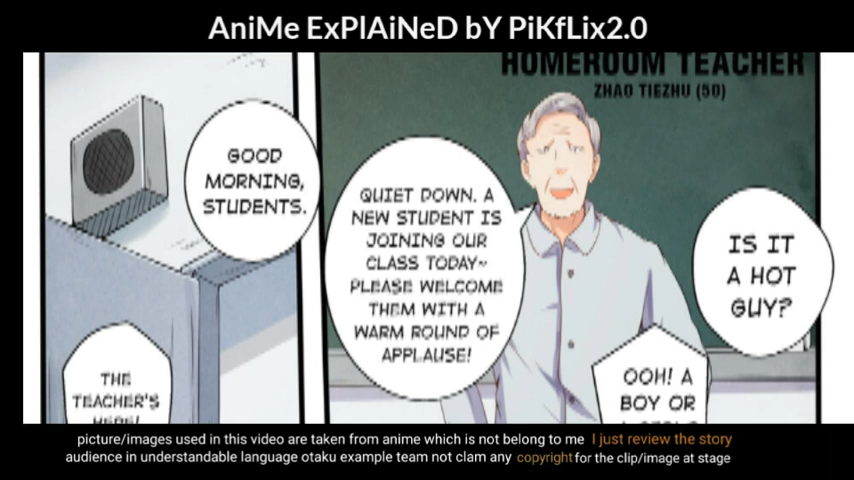 AniMe ExPlAiNeD bY PiKfLix2.0
HOMEROOM TEACHER
ZHAO TIEZHU (50)
GOOD
MORNING,
STUDENTS.
THE
TEACHER'S
HERE!
QUIET DOWN. A
NEW STUDENT IS
JOINING OUR
CLASS TODAY~
PLEASE WELCOME
THEM WITH A
WARM ROUND OF
APPLAUSE!
IS IT
A HOT
GUY?
OOH! A
BOY OR
picture/images used in this video are taken from anime which is not belong to me I just review the story
audience in understandable language otaku example team not clam any copyright for the clip/image at stage